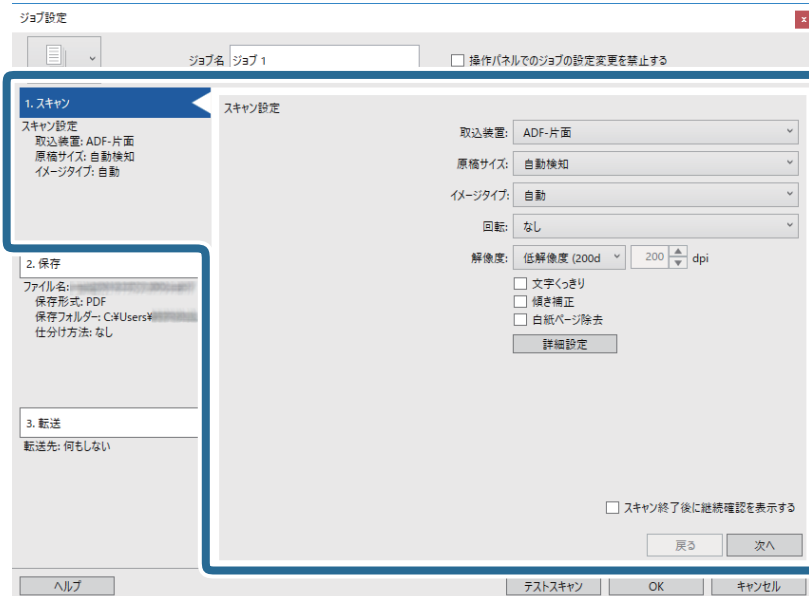 ジョブ設定
ジョブ名 ジョブ 1 操作パネルでのジョブの設定変更を禁止する
1. スキャン
スキャン設定
取込装置: ADF-片面
原稿サイズ: 自動検知
イメージタイプ: 自動
2. 保存
ファイル名:
保存形式: PDF
保存フォルダー: C:¥Users¥
仕分け方法: なし
3. 転送
転送先: 何もしない
スキャン設定
取込装置: ADF-片面
原稿サイズ: 自動検知
イメージタイプ: 自動
回転: なし
解像度: 低解像度 (200d 200 dpi
文字くっきり
傾き補正
白紙ページ除去
詳細設定
スキャン終了後に継続確認を表示する
戻る 次へ
ヘルプ テストスキャン OK キャンセル